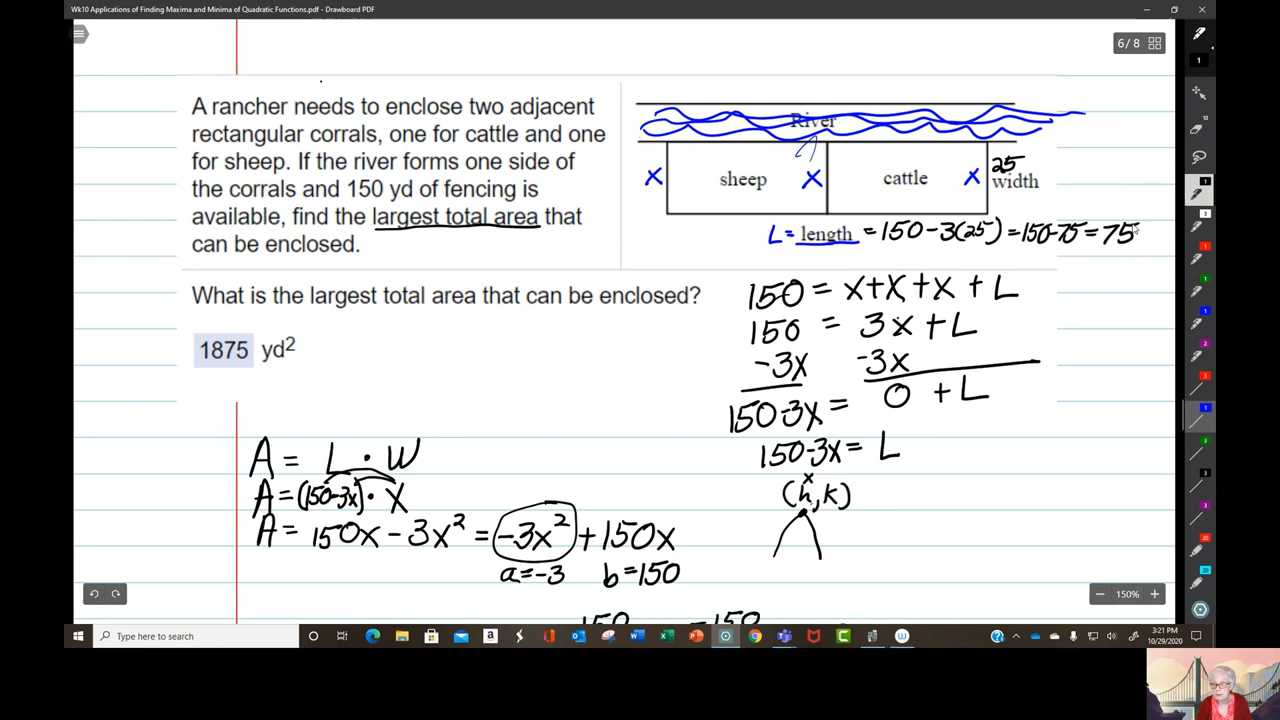 Wk10 Applications of Finding Maxima and Minima of Quadratic Functions.pdf - Drawboard PDF
6 / 8
A rancher needs to enclose two adjacent
rectangular corrals, one for cattle and one
for sheep. If the river forms one side of
the corrals and 150 yd of fencing is
available, find the largest total area that
can be enclosed.
River
X sheep X cattle X 25
width
L = length = 150 - 3(25) = 150 - 75 = 75
What is the largest total area that can be enclosed?
1875 yd²
150 = x + x + x + L
150 = 3x + L
-3x -3x
150-3x = 0 + L
150-3x = L
x
(h, k)
A = L · W
A = (150-3x) · X
A = 150x - 3x² = -3x² + 150x
a = -3 b = 150
150 -150
150%
Type here to search
3:21 PM
10/29/2020